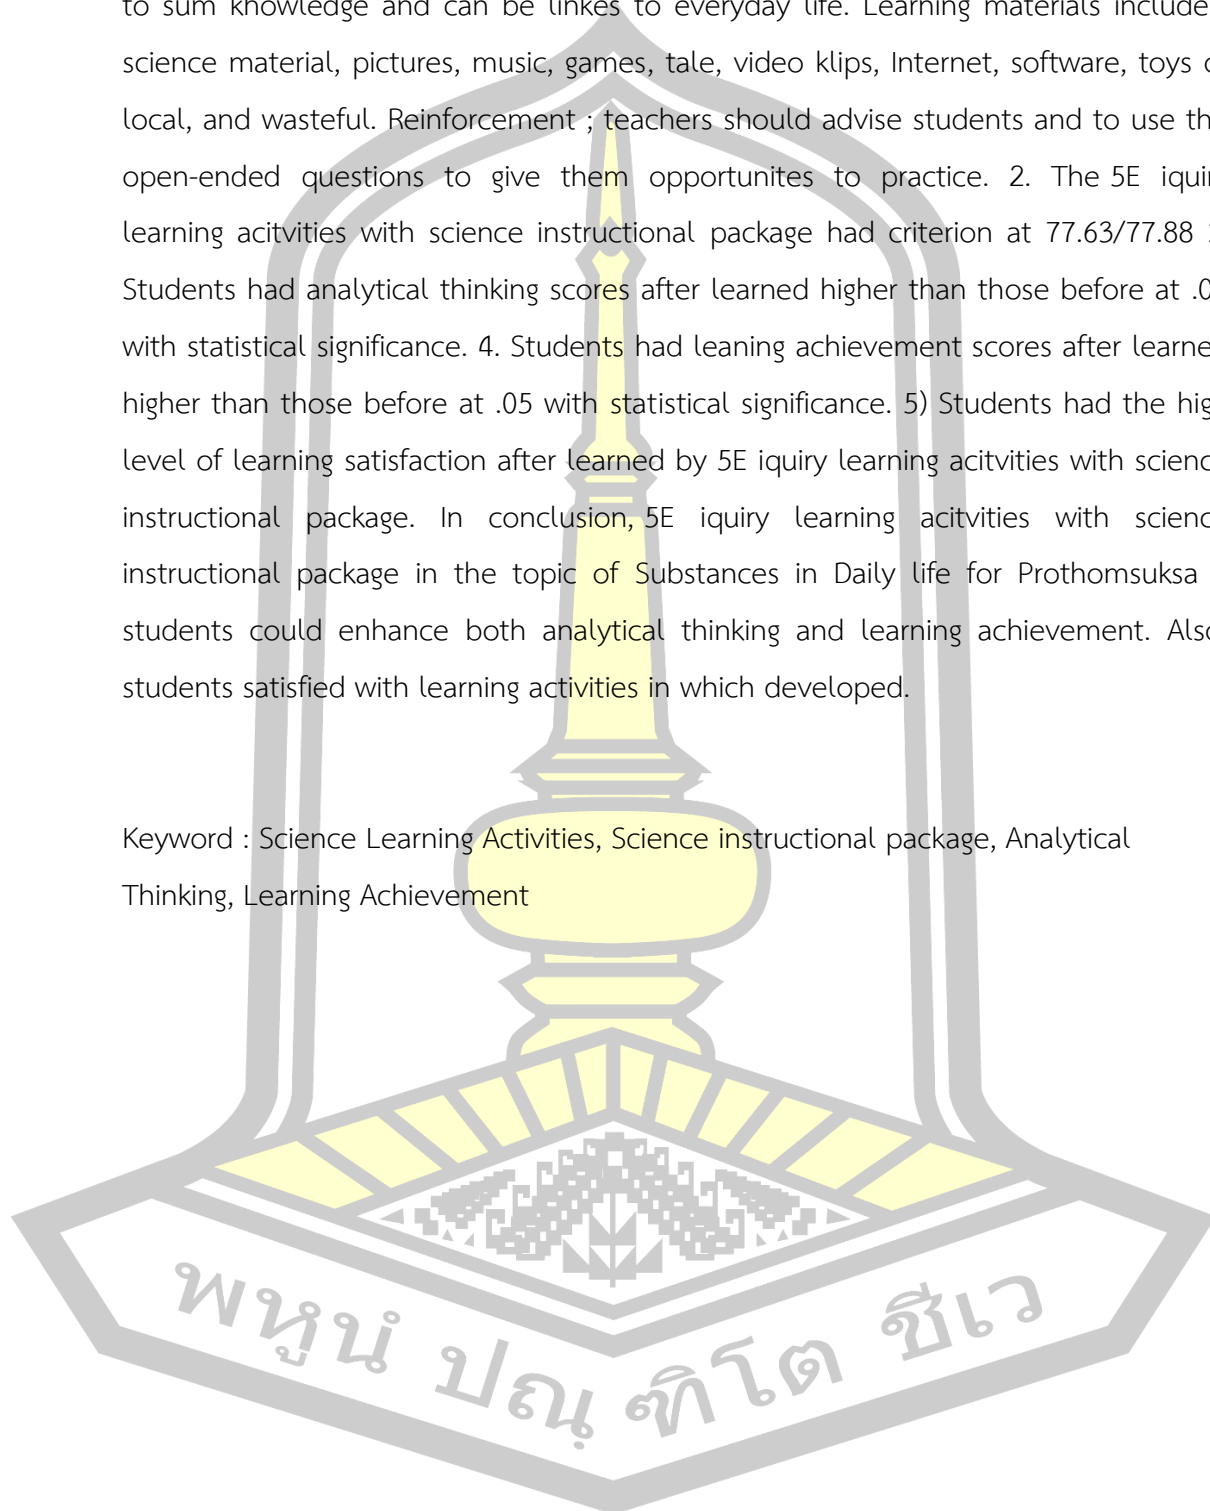 to sum knowledge and can be linkes to everyday life. Learning materials include
science material, pictures, music, games, tale, video klips, Internet, software, toys
local, and wasteful. Reinforcement ; teachers should advise students and to use
open-ended questions to give them opportunites to practice. 2. The 5E
learning acitvities with science instructional package had criterion at 77.63/77.88
Students had analytical thinking scores after learned higher than those before at
with statistical significance. 4. Students had leaning achievement scores after
higher than those before at .05 with statistical significance. 5) Students had the
level of learning satisfaction after learned by 5E iquiry learning acitvities with
instructional package. In conclusion, 5E iquiry learning acitvities with
instructional package in the topic of Substances in Daily life for Prothomsuksa
students could enhance both analytical thinking and learning achievement.
students satisfied with learning activities in which developed.
Keyword : Science Learning Activities, Science instructional package, Analytical
Thinking, Learning Achievement
พหูนํ ปณฺฑิโต ชีเว